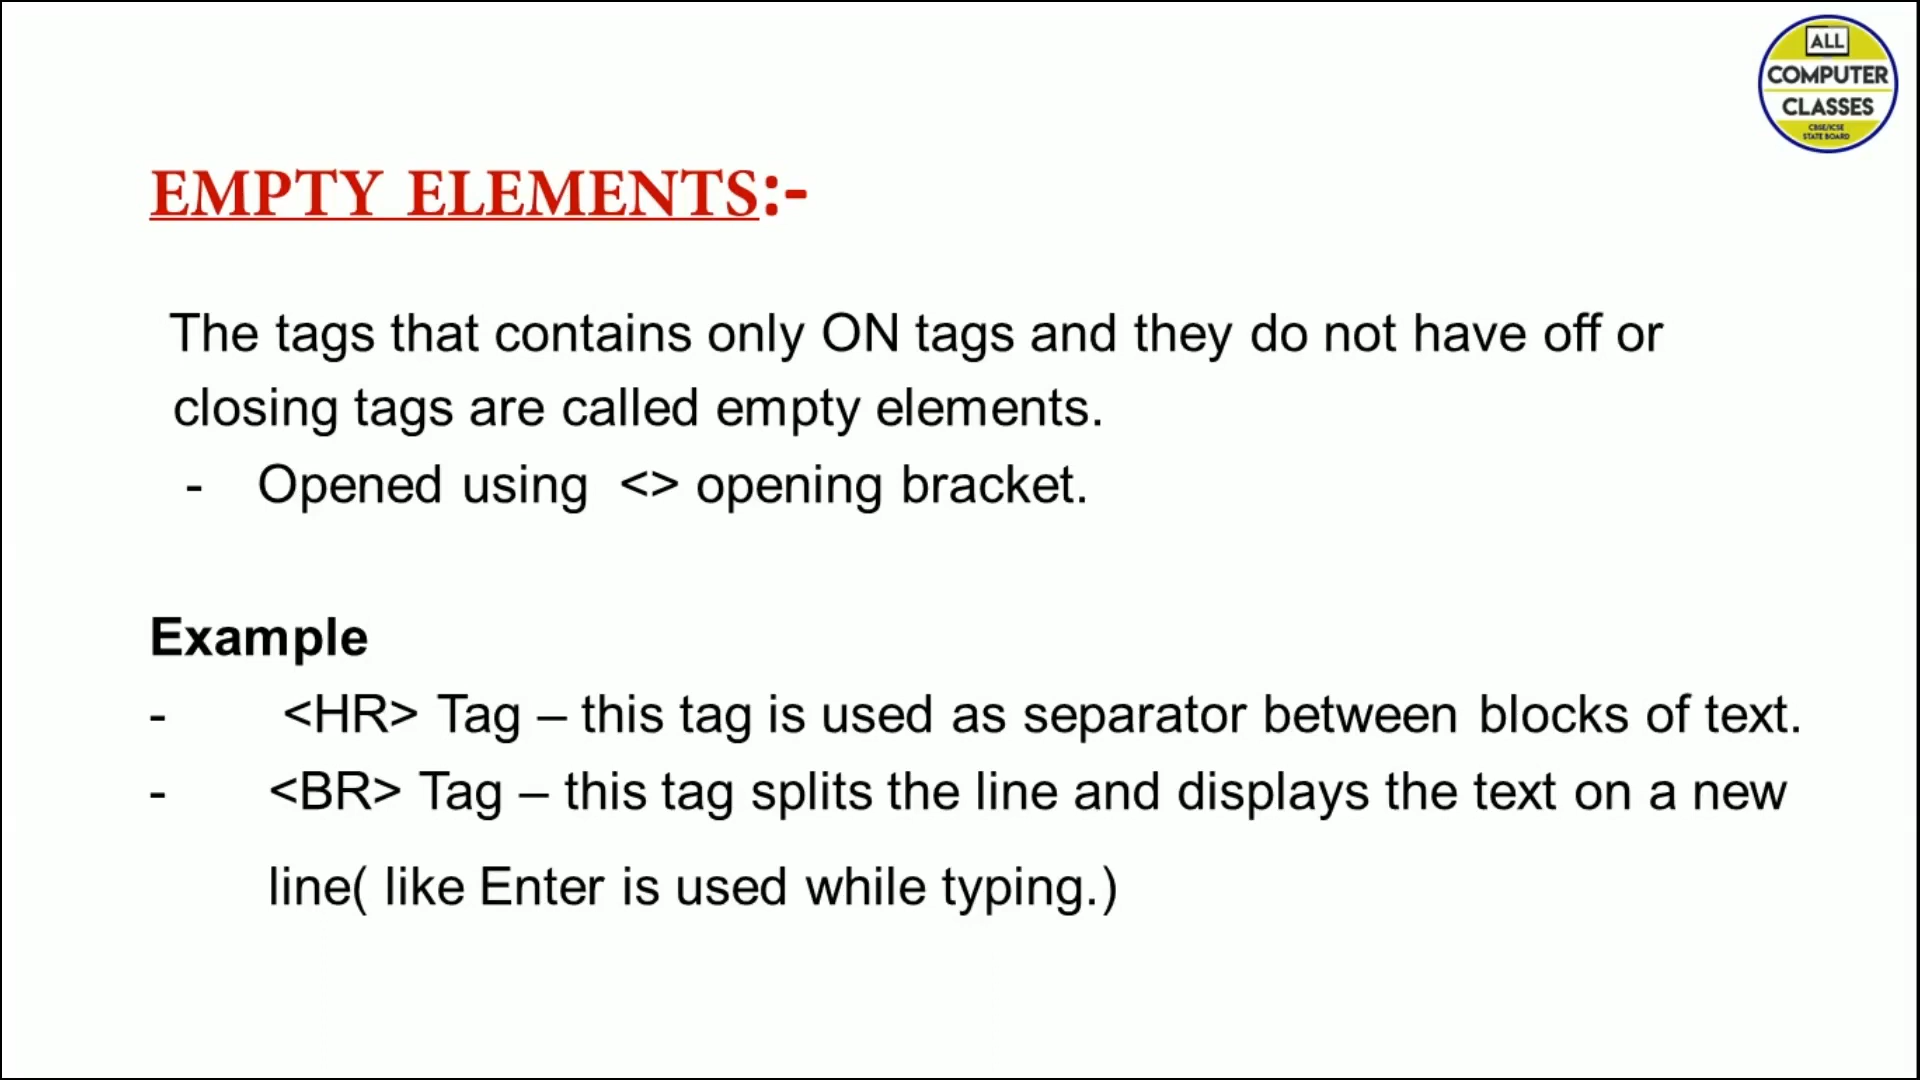 ALL
COMPUTER
CLASSES
CBSE/ICSE
STATE BOARD
EMPTY ELEMENTS:-
The tags that contains only ON tags and they do not have off or
closing tags are called empty elements.
- Opened using <> opening bracket.
Example
- <HR> Tag – this tag is used as separator between blocks of text.
- <BR> Tag – this tag splits the line and displays the text on a new
line( like Enter is used while typing.)